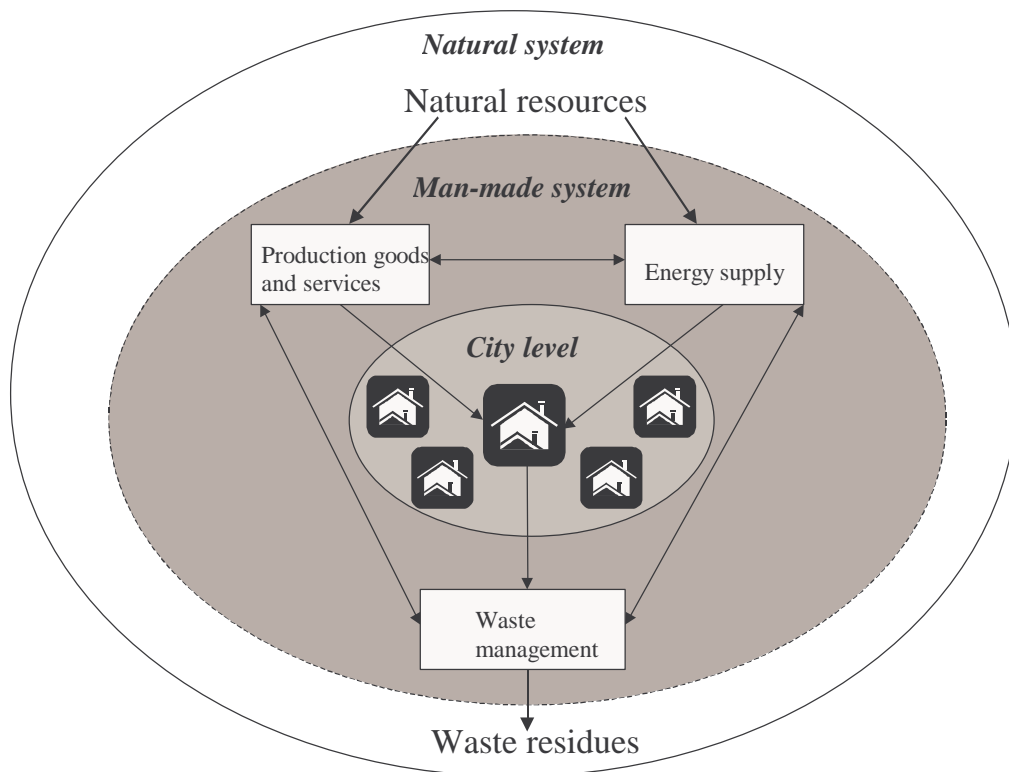 Natural system
Natural resources
Man-made system
Production goods
and services
Energy supply
City level
Waste
management
Waste residues